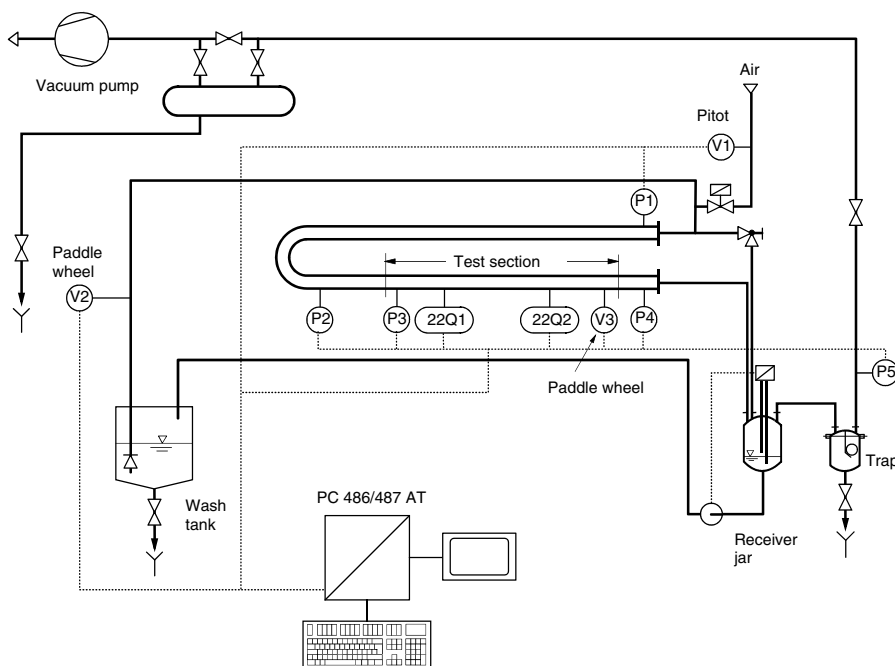 Vacuum pump
Air
Pitot
V1
P1
Paddle
wheel
V2
Test section
P2
P3
22Q1
22Q2
V3
P4
P5
Paddle wheel
Wash
tank
PC 486/487 AT
Receiver
jar
Trap